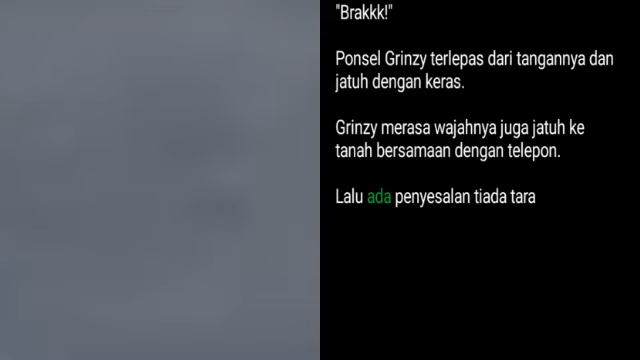 "Brakkk!"
Ponsel Grinzy terlepas dari tangannya dan
jatuh dengan keras.
Grinzy merasa wajahnya juga jatuh ke
tanah bersamaan dengan telepon.
Lalu ada penyesalan tiada tara